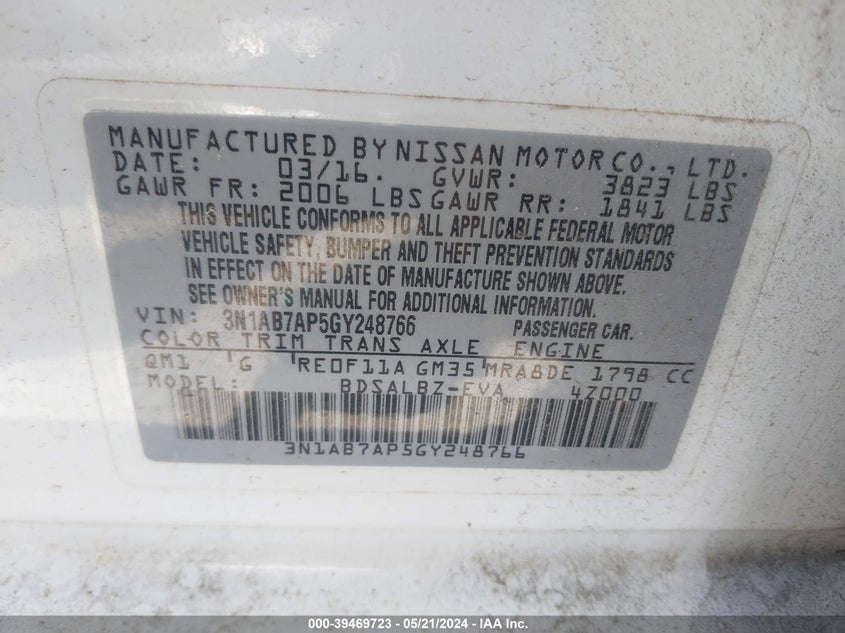 MANUFACTURED BY NISSAN MOTOR CO., LTD.
DATE: 03/16. GVWR: 3823 LBS
GAWR FR: 2006 LBS GAWR RR: 1841 LBS
THIS VEHICLE CONFORMS TO ALL APPLICABLE FEDERAL MOTOR
VEHICLE SAFETY, BUMPER AND THEFT PREVENTION STANDARDS
IN EFFECT ON THE DATE OF MANUFACTURE SHOWN ABOVE.
SEE OWNER'S MANUAL FOR ADDITIONAL INFORMATION.
VIN: 3N1AB7AP5GY248766 PASSENGER CAR.
COLOR TRIM TRANS AXLE ENGINE
QM1 G RE0F11A GM35 MRA8DE 1798 CC
MODEL: BDSALBZ-EVA 4Z000
3N1AB7AP5GY248766
000-39469723 - 05/21/2024 - IAA Inc.